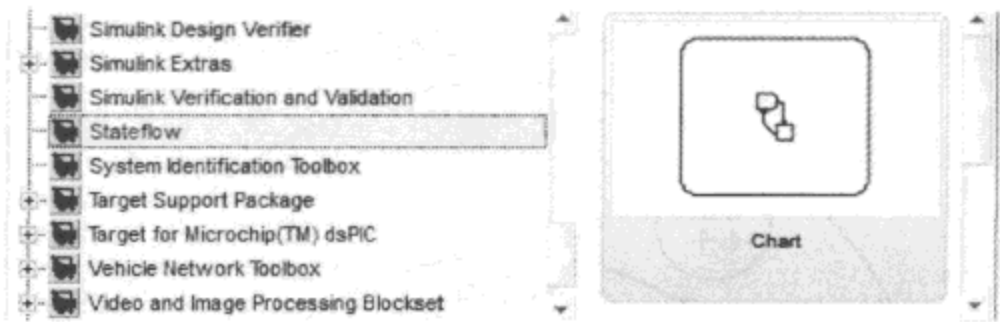 Simulink Design Verifier
Simulink Extras
Simulink Verification and Validation
Stateflow
System Identification Toolbox
Target Support Package
Target for Microchip(TM) dsPIC
Vehicle Network Toolbox
Video and Image Processing Blockset
Chart